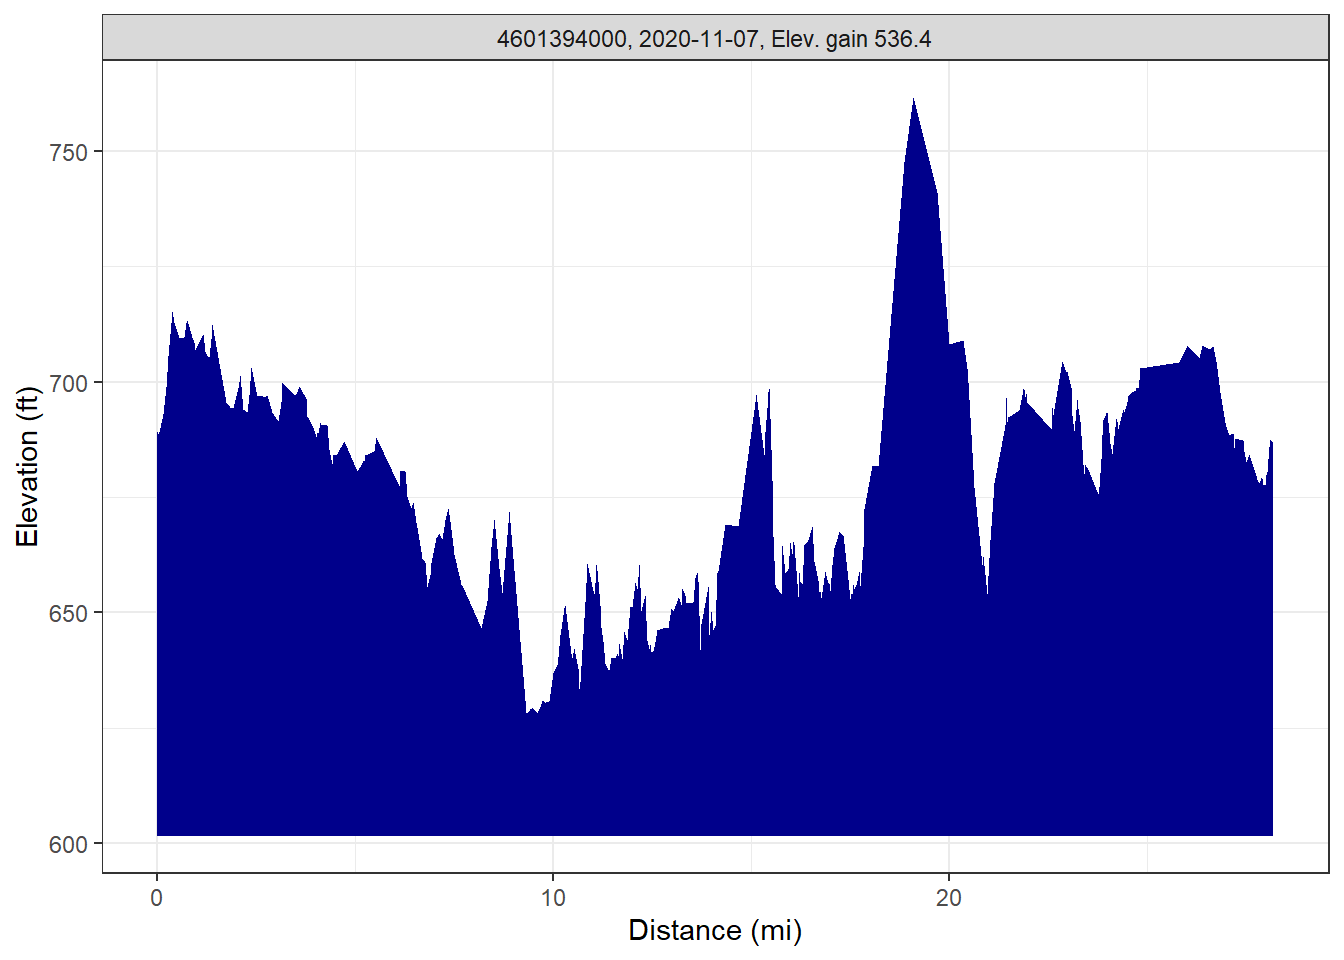 4601394000, 2020-11-07, Elev. gain 536.4
Elevation (ft)
750
700
650
600
0 10 20
Distance (mi)